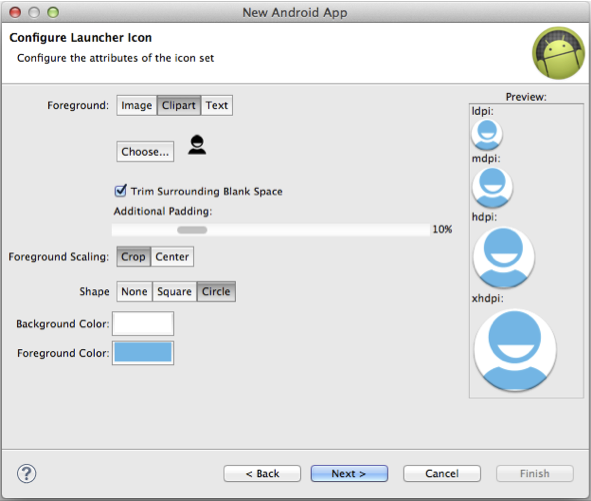 New Android App
Configure Launcher Icon
Configure the attributes of the icon set
Foreground: Image Clipart Text
Choose...
Trim Surrounding Blank Space
Additional Padding:
10%
Foreground Scaling: Crop Center
Shape None Square Circle
Background Color:
Foreground Color:
Preview:
ldpi:
mdpi:
hdpi:
xhdpi:
?
< Back Next > Cancel Finish